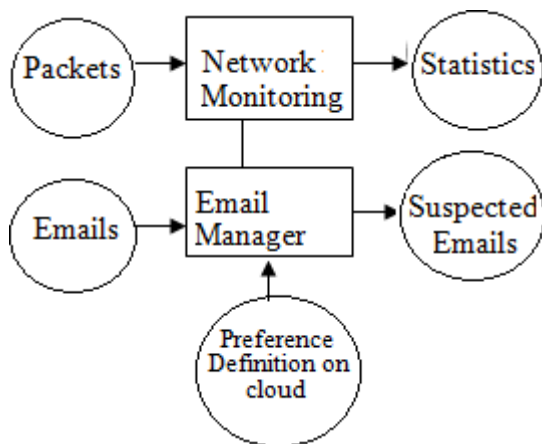 Packets
Network
Monitoring
Statistics
Emails
Email
Manager
Suspected
Emails
Preference
Definition on
cloud